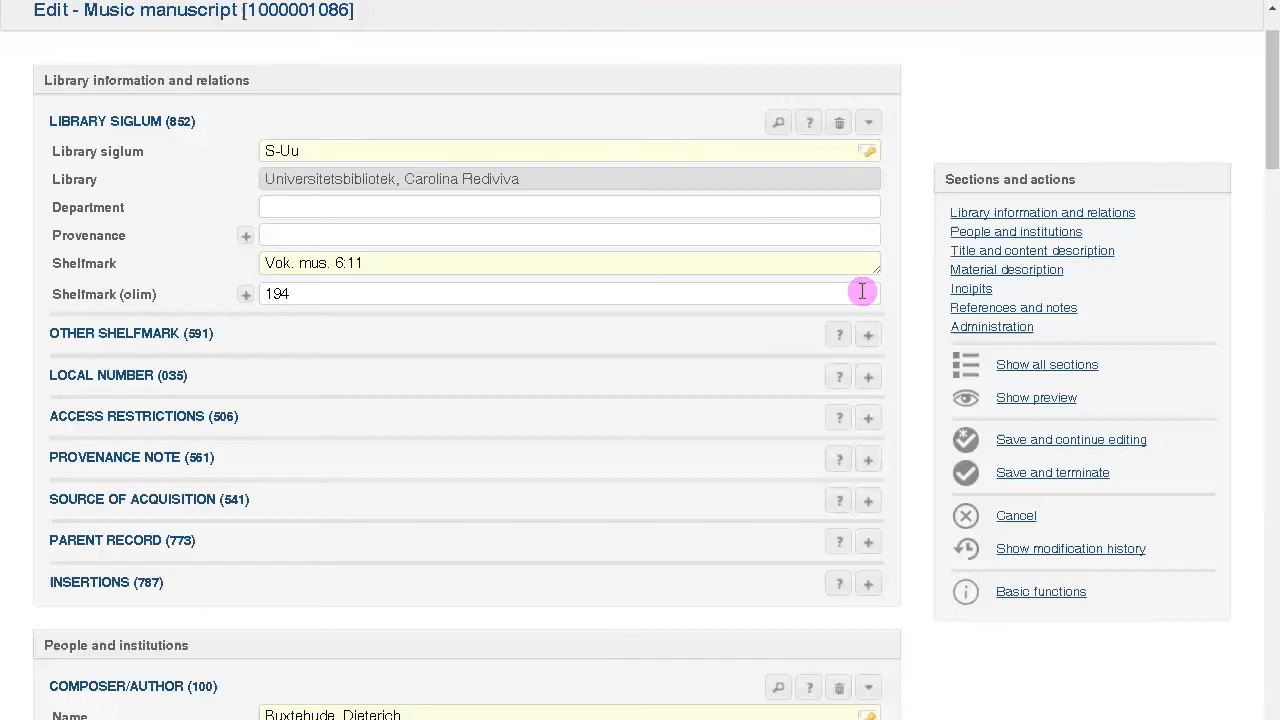 Edit - Music manuscript [1000001086]
Library information and relations
LIBRARY SIGLUM (852)
Library siglum S-Uu
Library Universitetsbibliotek, Carolina Rediviva
Department
Provenance +
Shelfmark Vok. mus. 6:11
Shelfmark (olim) + 194
OTHER SHELFMARK (591) ? +
LOCAL NUMBER (035) ? +
ACCESS RESTRICTIONS (506) ? +
PROVENANCE NOTE (561) ? +
SOURCE OF ACQUISITION (541) ? +
PARENT RECORD (773) ? +
INSERTIONS (787) ? +
People and institutions
COMPOSER/AUTHOR (100) ?
Name Buxtehude, Dieterich
Sections and actions
Library information and relations
People and institutions
Title and content description
Material description
Incipits
References and notes
Administration
Show all sections
Show preview
Save and continue editing
Save and terminate
Cancel
Show modification history
Basic functions